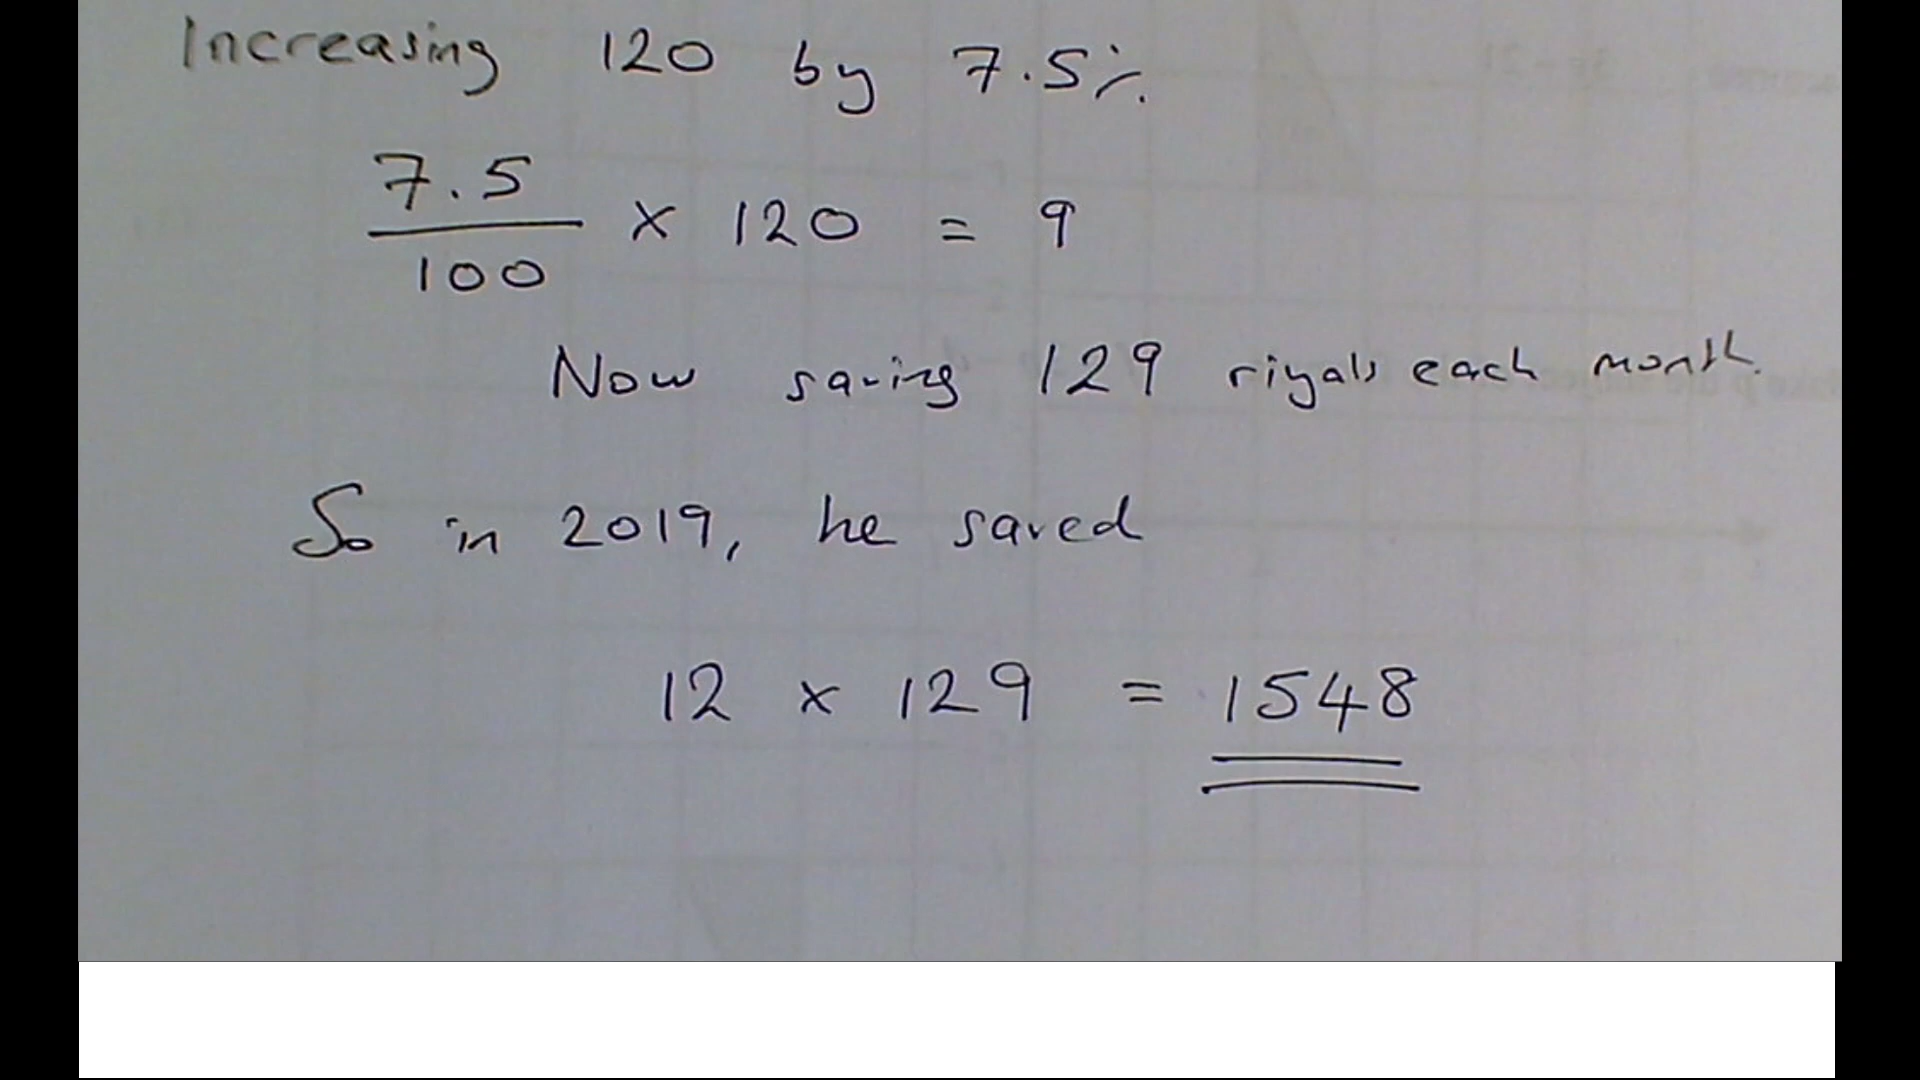 Increasing 120 by 7.5%
7.5
100
× 120 = 9
Now saving 129 riyals each month.
So in 2019, he saved
12 × 129 = 1548